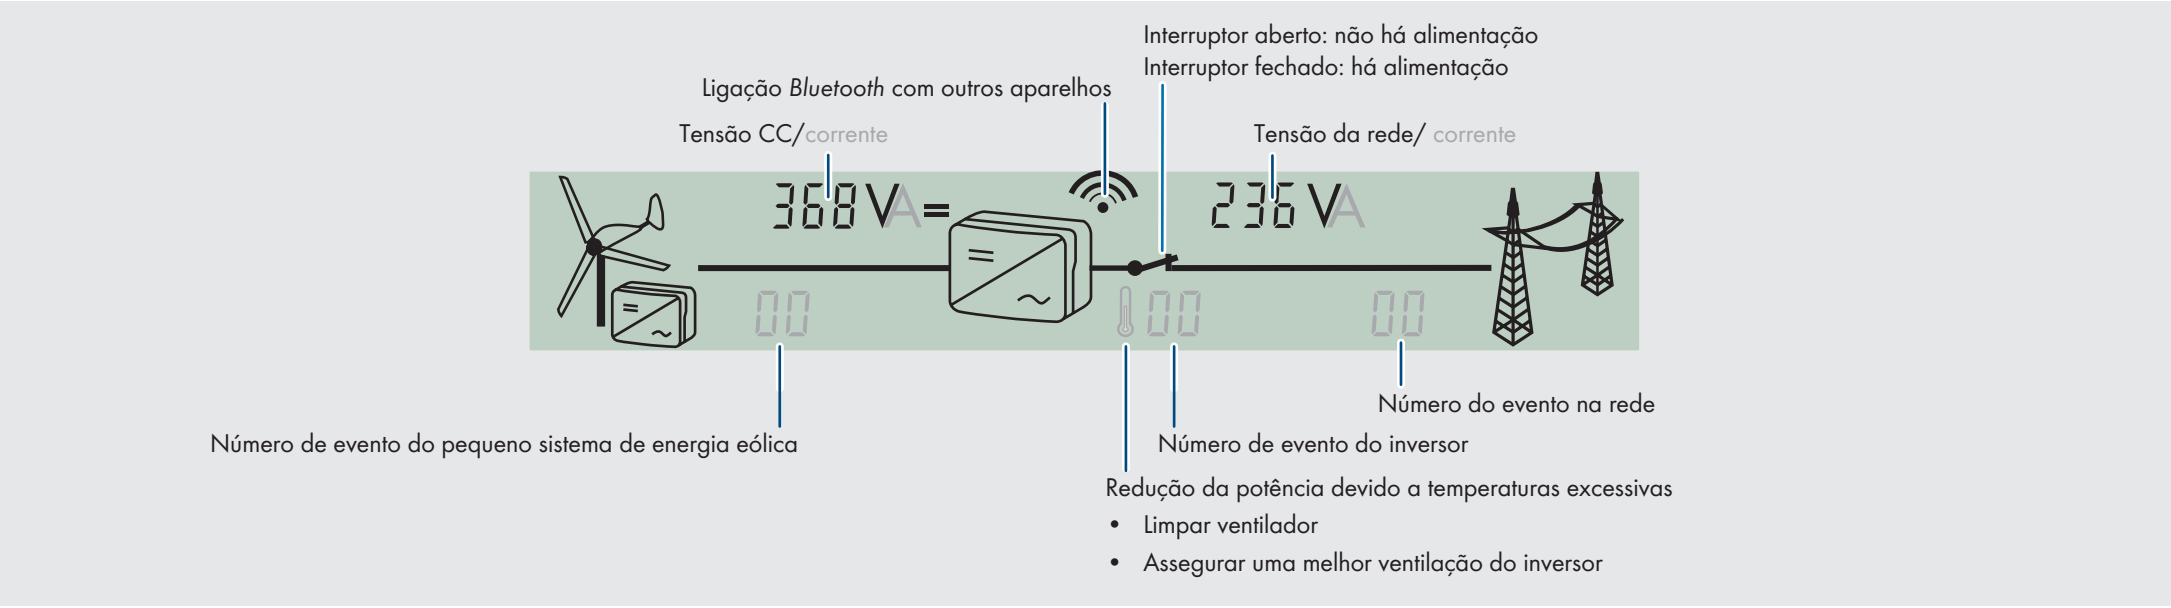 Interruptor aberto: não há alimentação
Interruptor fechado: há alimentação
Ligação Bluetooth com outros aparelhos
Tensão CC/corrente
Tensão da rede/ corrente
368 VA
236 VA
00
00
00
Número do evento na rede
Número de evento do pequeno sistema de energia eólica
Número de evento do inversor
Redução da potência devido a temperaturas excessivas
• Limpar ventilador
• Assegurar uma melhor ventilação do inversor